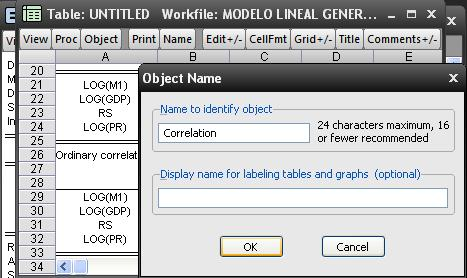 Table: UNTITLED Workfile: MODELO LINEAL GENER...
View Proc Object Print Name Edit+/- CellFmt Grid+/- Title Comments+/-
A B C D E
20
21 LOG(M1)
22 LOG(GDP)
23 RS
24 LOG(PR)
25
26 Ordinary correlat
27
28
29 LOG(M1)
30 LOG(GDP)
31 RS
32 LOG(PR)
33
34
Object Name
Name to identify object
Correlation
24 characters maximum, 16
or fewer recommended
Display name for labeling tables and graphs (optional)
OK
Cancel